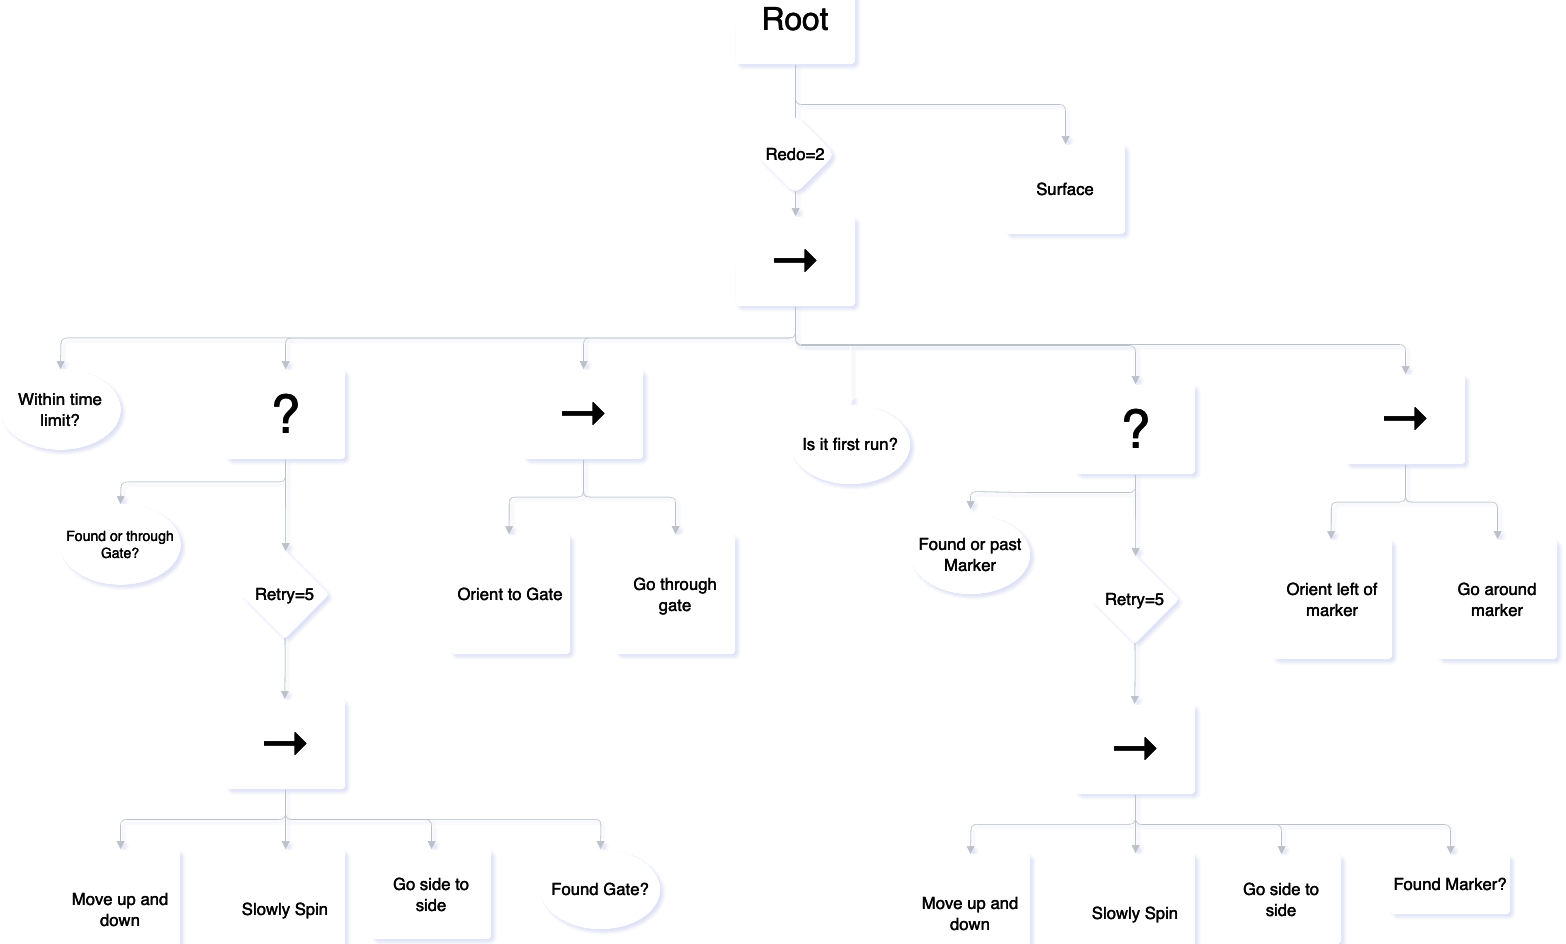 Root
Redo=2
Surface
→
Within time
limit?
?
→
Is it first run?
?
→
Found or through
Gate?
Retry=5
Orient to Gate
Go through
gate
Found or past
Marker
Retry=5
Orient left of
marker
Go around
marker
→
→
Move up and
down
Slowly Spin
Go side to
side
Found Gate?
Move up and
down
Slowly Spin
Go side to
side
Found Marker?